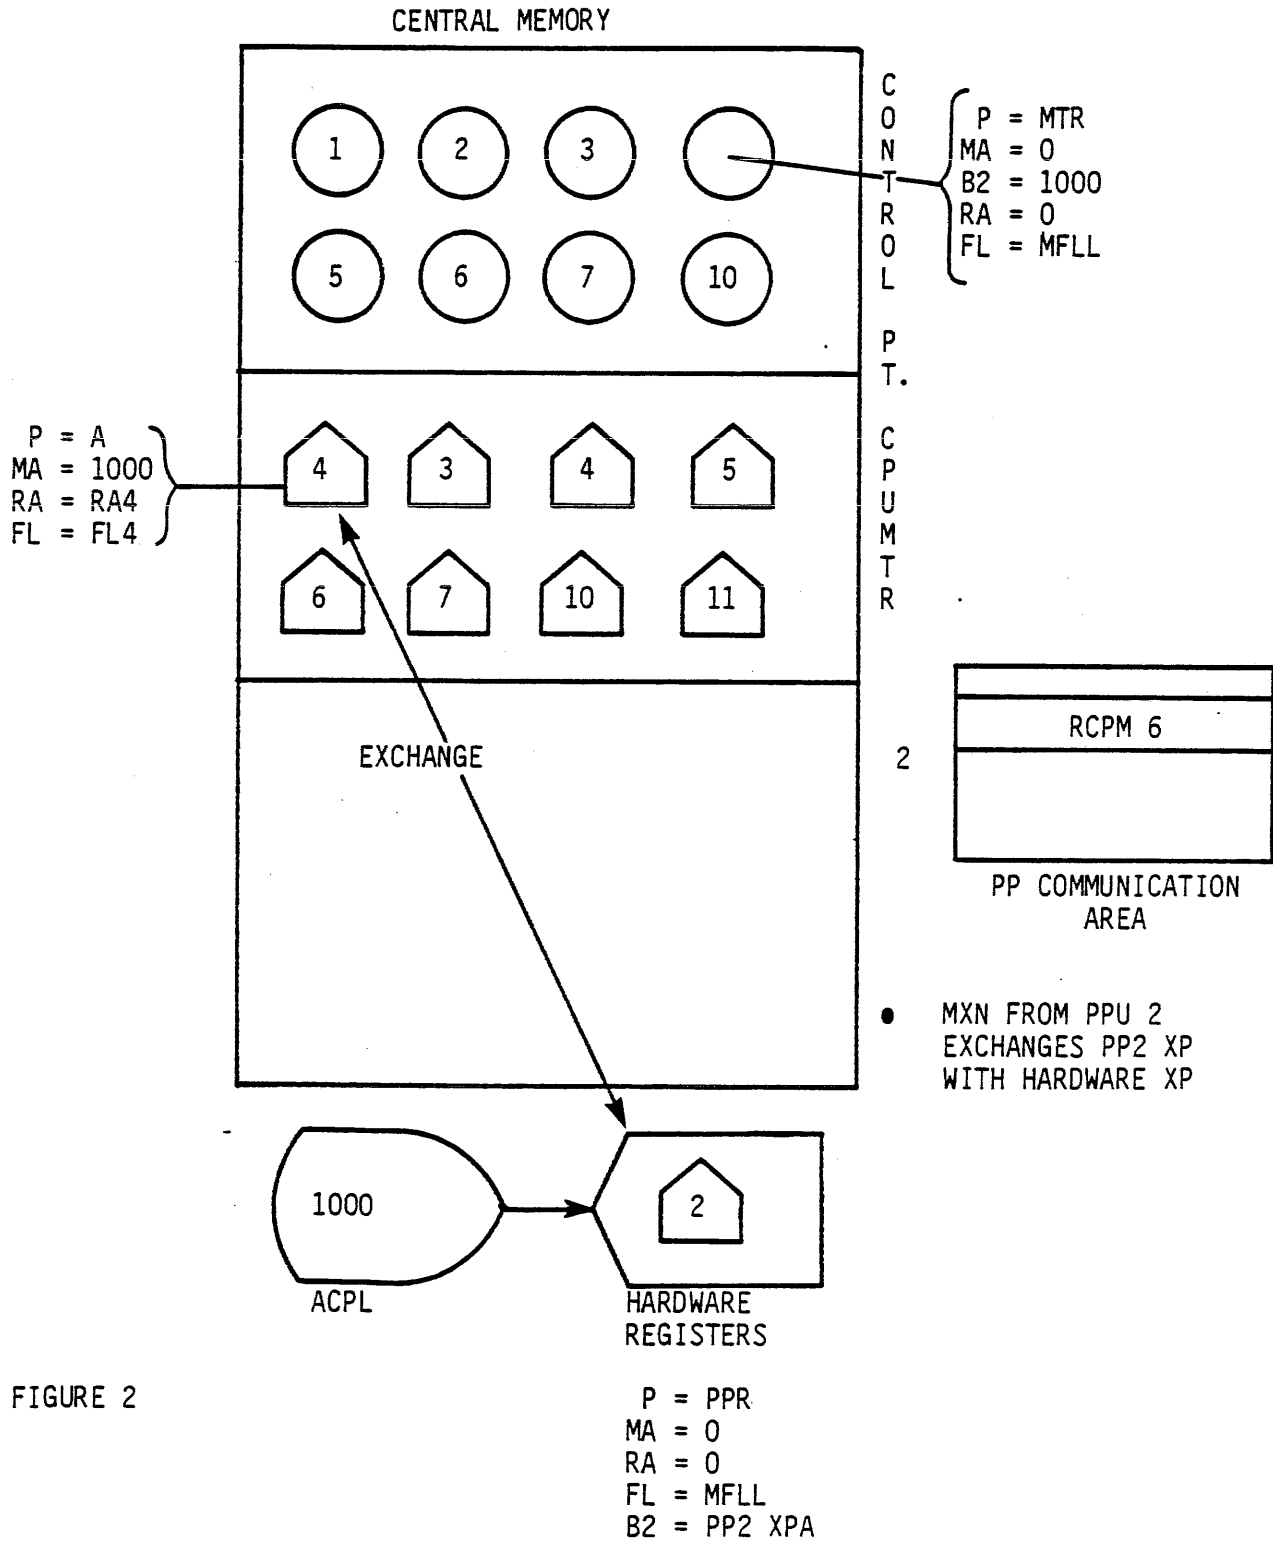 CENTRAL MEMORY
1 2 3
5 6 7 10
CONTROL PT.
P = MTR
MA = 0
B2 = 1000
RA = 0
FL = MFLL
P = A
MA = 1000
RA = RA4
FL = FL4
4 3 4 5
6 7 10 11
CPUMTR
EXCHANGE
2
RCPM 6
PP COMMUNICATION
AREA
● MXN FROM PPU 2
EXCHANGES PP2 XP
WITH HARDWARE XP
1000
ACPL
2
HARDWARE
REGISTERS
P = PPR
MA = 0
RA = 0
FL = MFLL
B2 = PP2 XPA
FIGURE 2